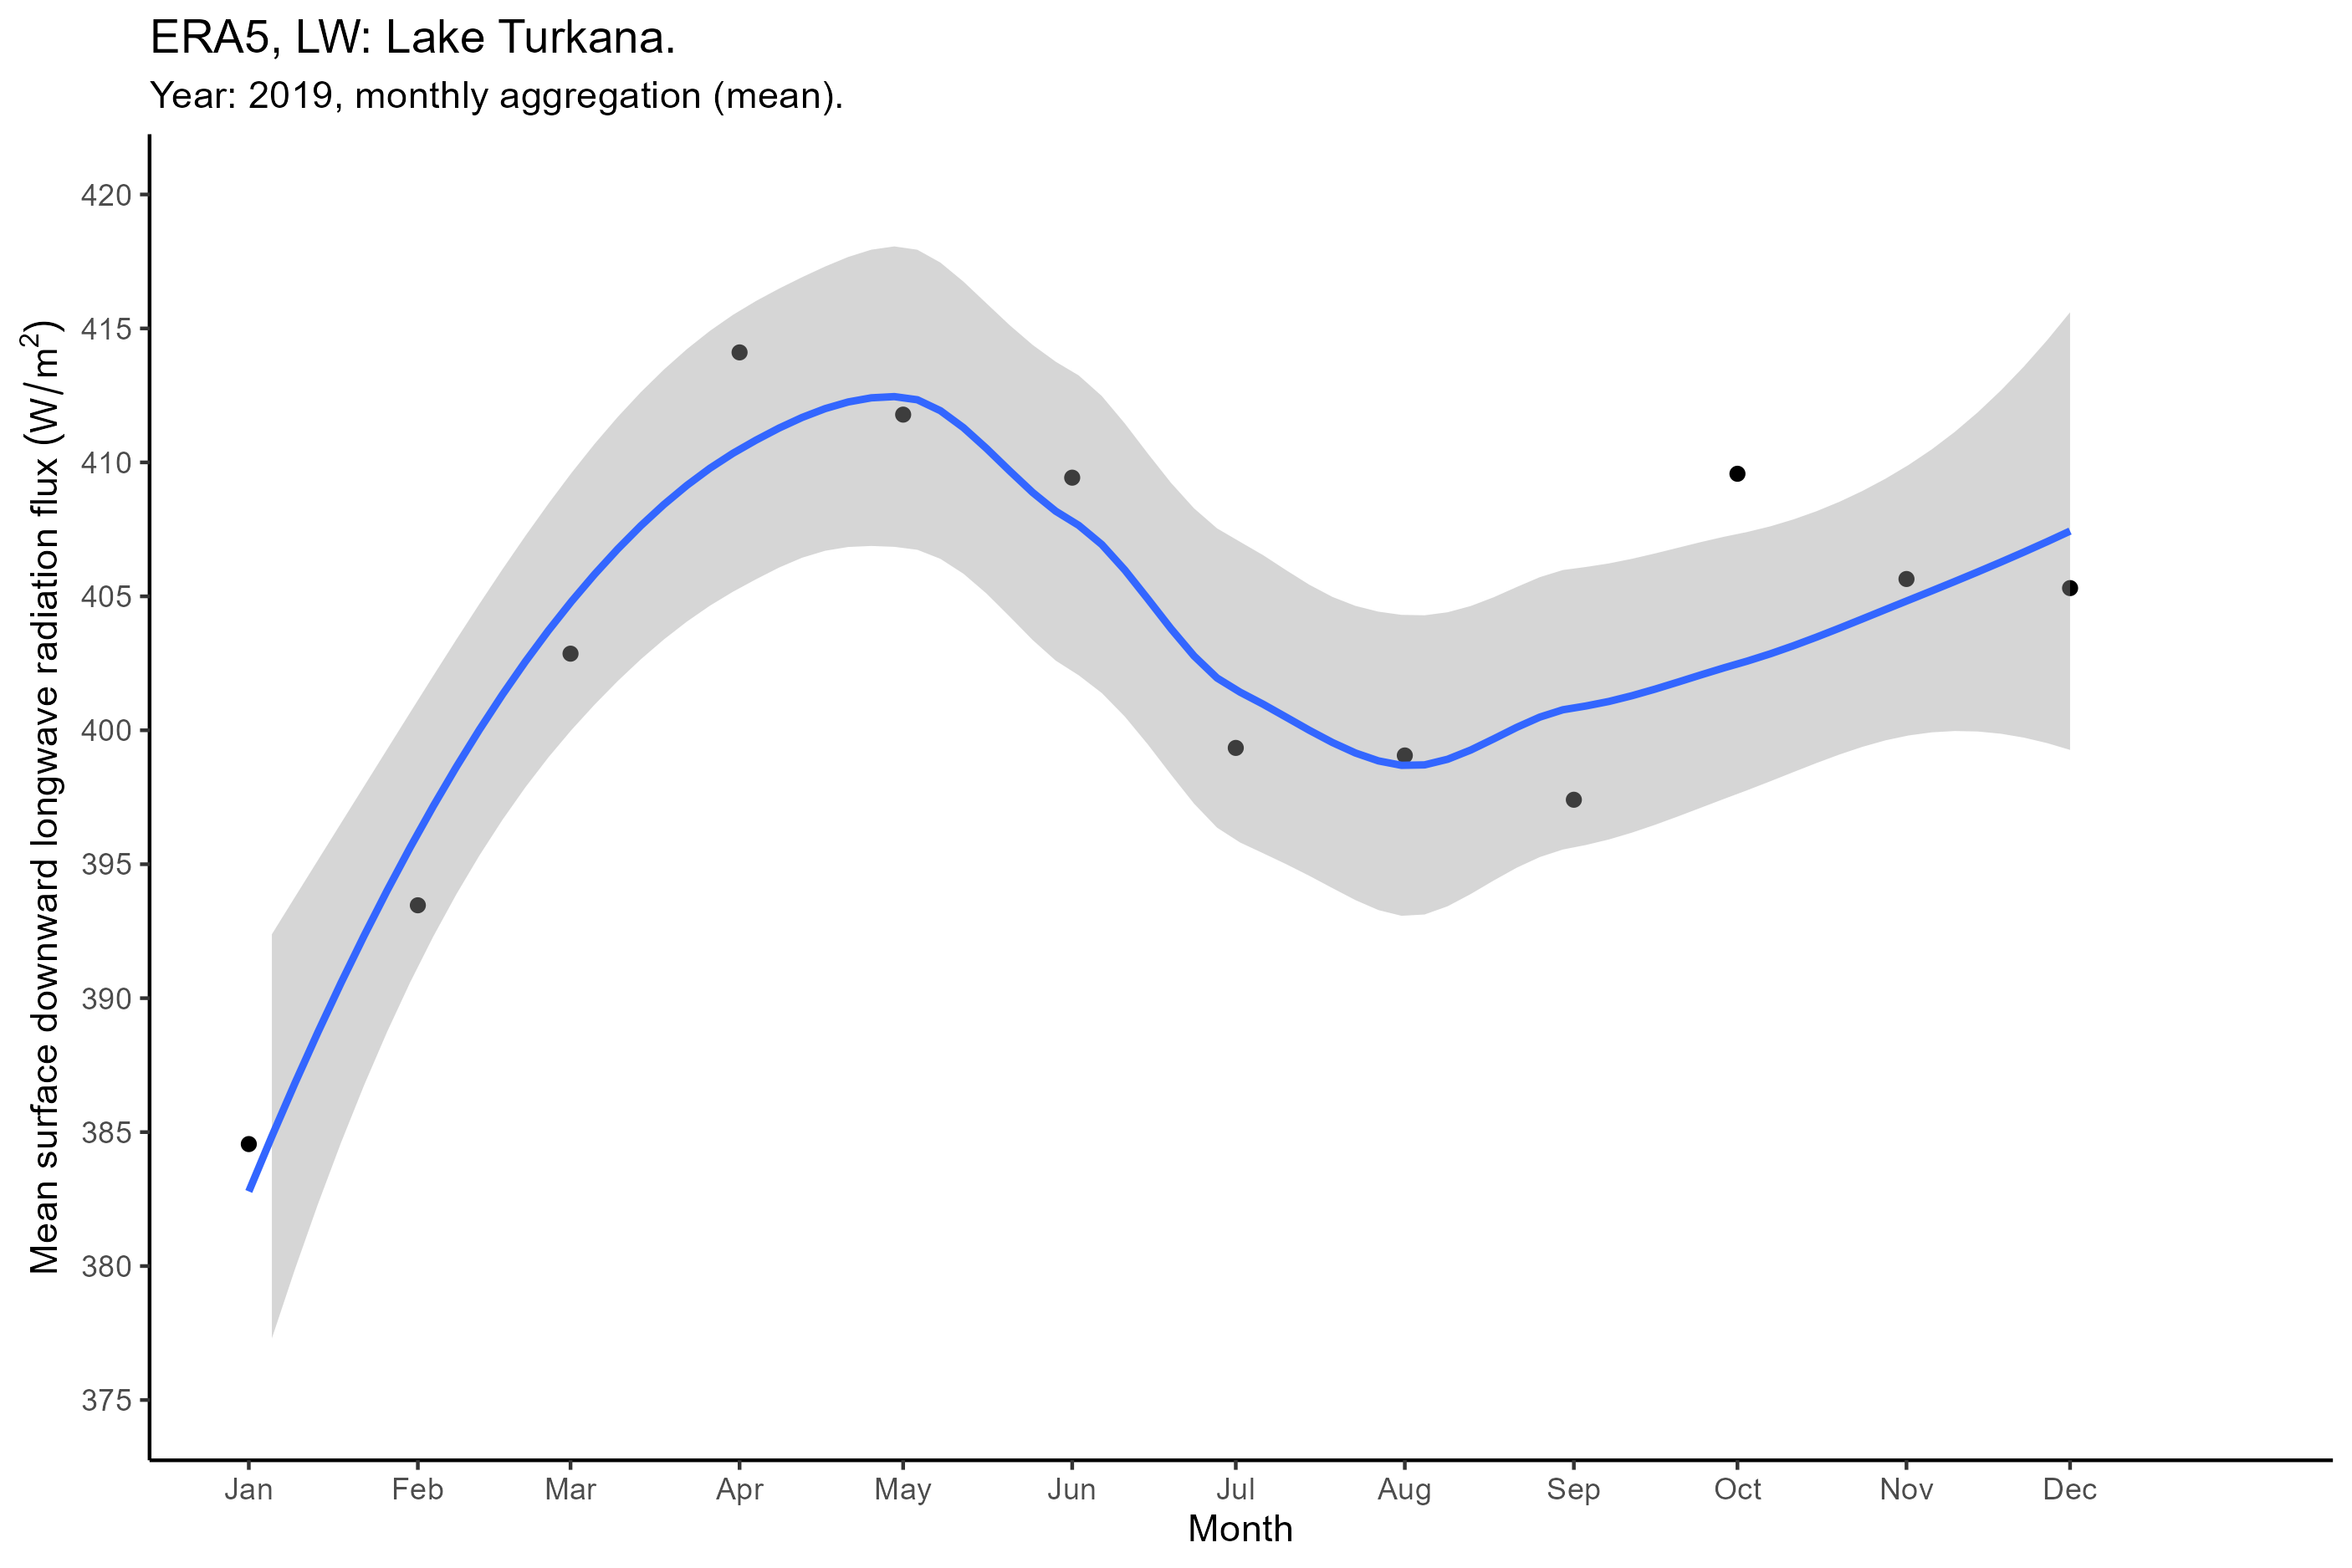 ERA5, LW: Lake Turkana.
Year: 2019, monthly aggregation (mean).
Mean surface downward longwave radiation flux (W/m²)
420
415
410
405
400
395
390
385
380
375
Jan Feb Mar Apr May Jun Jul Aug Sep Oct Nov Dec
Month